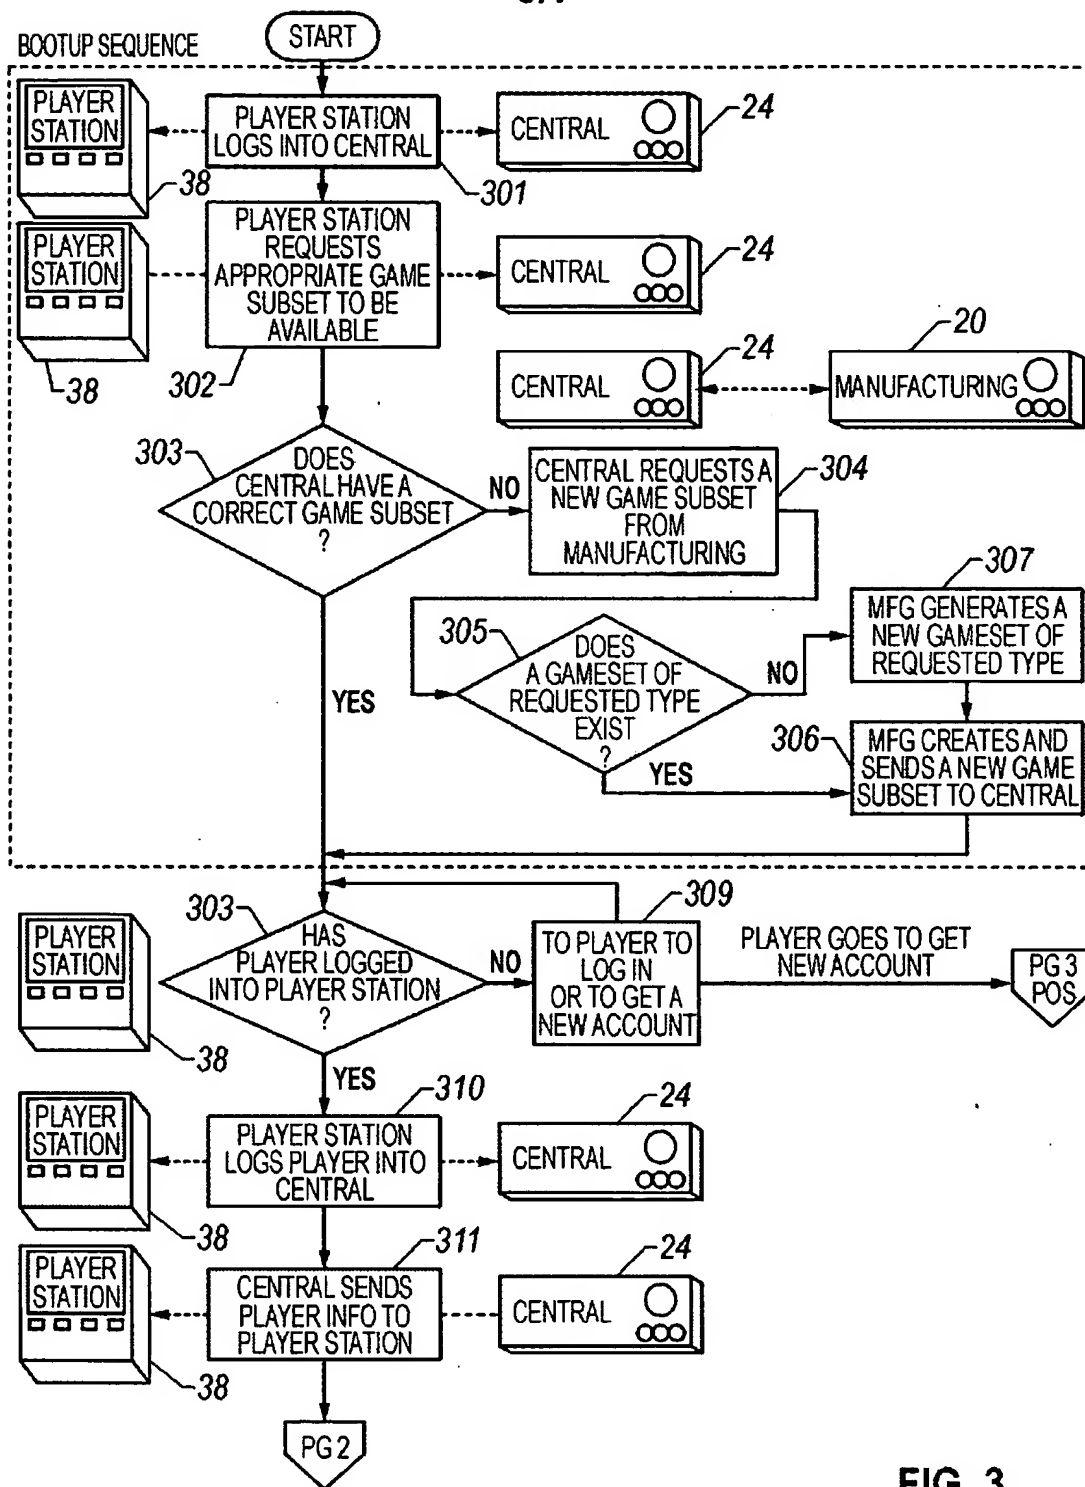 BOOTUP SEQUENCE
START
PLAYER
STATION
38
PLAYER STATION
LOGS INTO CENTRAL
301
CENTRAL
24
PLAYER
STATION
38
PLAYER STATION
REQUESTS
APPROPRIATE GAME
SUBSET TO BE
AVAILABLE
302
CENTRAL
24
CENTRAL
24
MANUFACTURING
20
303
DOES
CENTRAL HAVE A
CORRECT GAME SUBSET
?
NO
CENTRAL REQUESTS A
NEW GAME SUBSET
FROM
MANUFACTURING
304
305
DOES
A GAMESET OF
REQUESTED TYPE
EXIST
?
NO
307
MFG GENERATES A
NEW GAMESET OF
REQUESTED TYPE
YES
YES
306
MFG CREATES AND
SENDS A NEW GAME
SUBSET TO CENTRAL
PLAYER
STATION
38
303
HAS
PLAYER LOGGED
INTO PLAYER STATION
?
NO
309
TO PLAYER TO
LOG IN
OR TO GET A
NEW ACCOUNT
PLAYER GOES TO GET
NEW ACCOUNT
PG 3
POS
YES
PLAYER
STATION
38
310
PLAYER STATION
LOGS PLAYER INTO
CENTRAL
CENTRAL
24
PLAYER
STATION
38
311
CENTRAL SENDS
PLAYER INFO TO
PLAYER STATION
CENTRAL
24
PG 2
FIG. 3